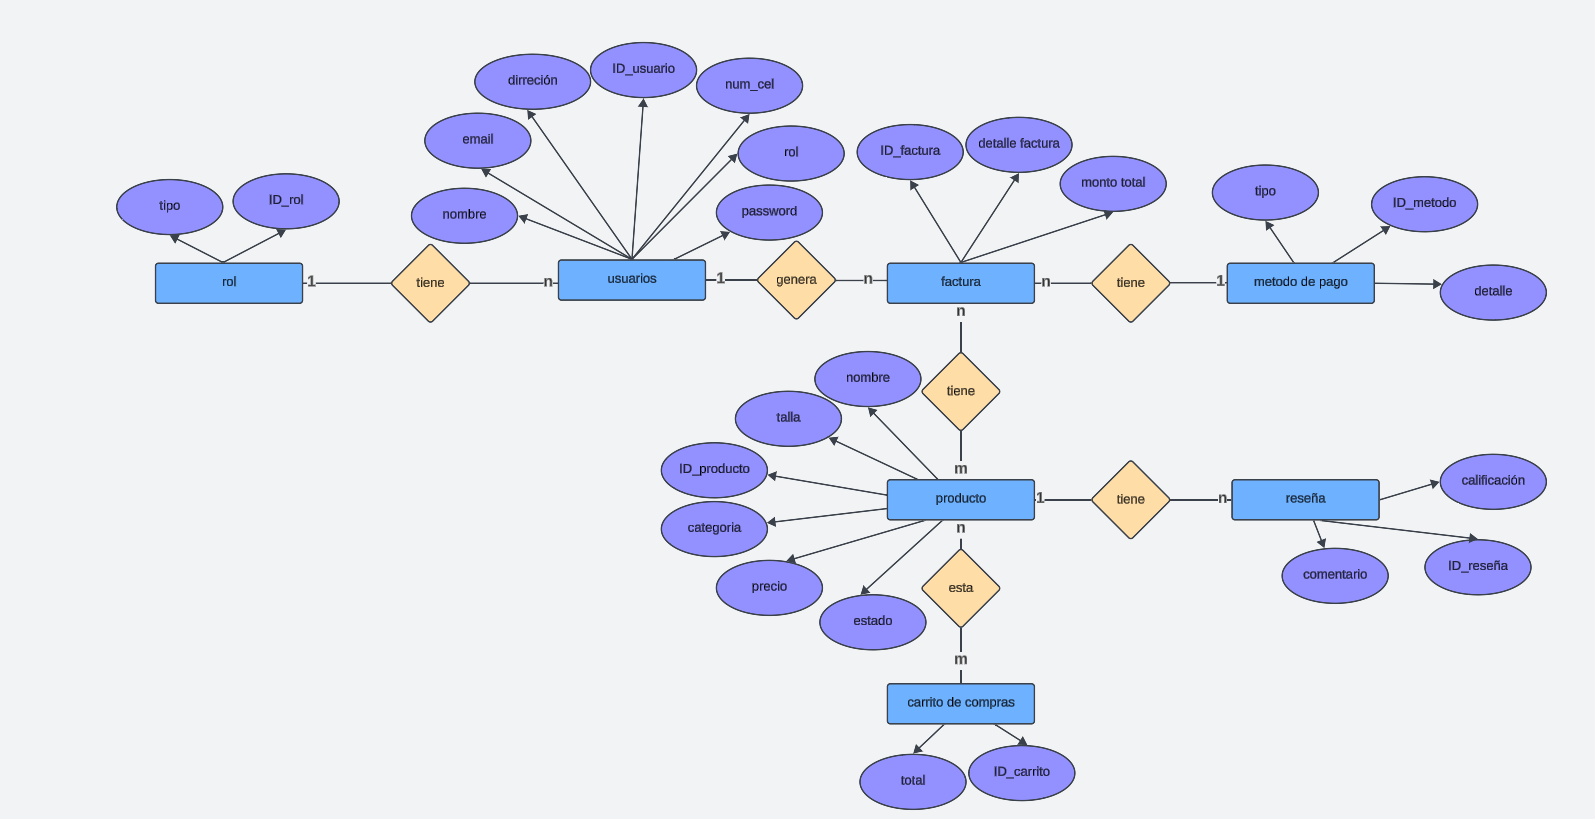 dirreción
ID_usuario
num_cel
email
rol
ID_factura
detalle factura
monto total
tipo
ID_rol
nombre
password
tipo
ID_metodo
rol
1
tiene
n
usuarios
1
genera
n
factura
n
tiene
1
metodo de pago
detalle
n
nombre
tiene
talla
ID_producto
m
producto
1
tiene
n
reseña
calificación
categoria
n
precio
esta
comentario
ID_reseña
estado
m
carrito de compras
total
ID_carrito